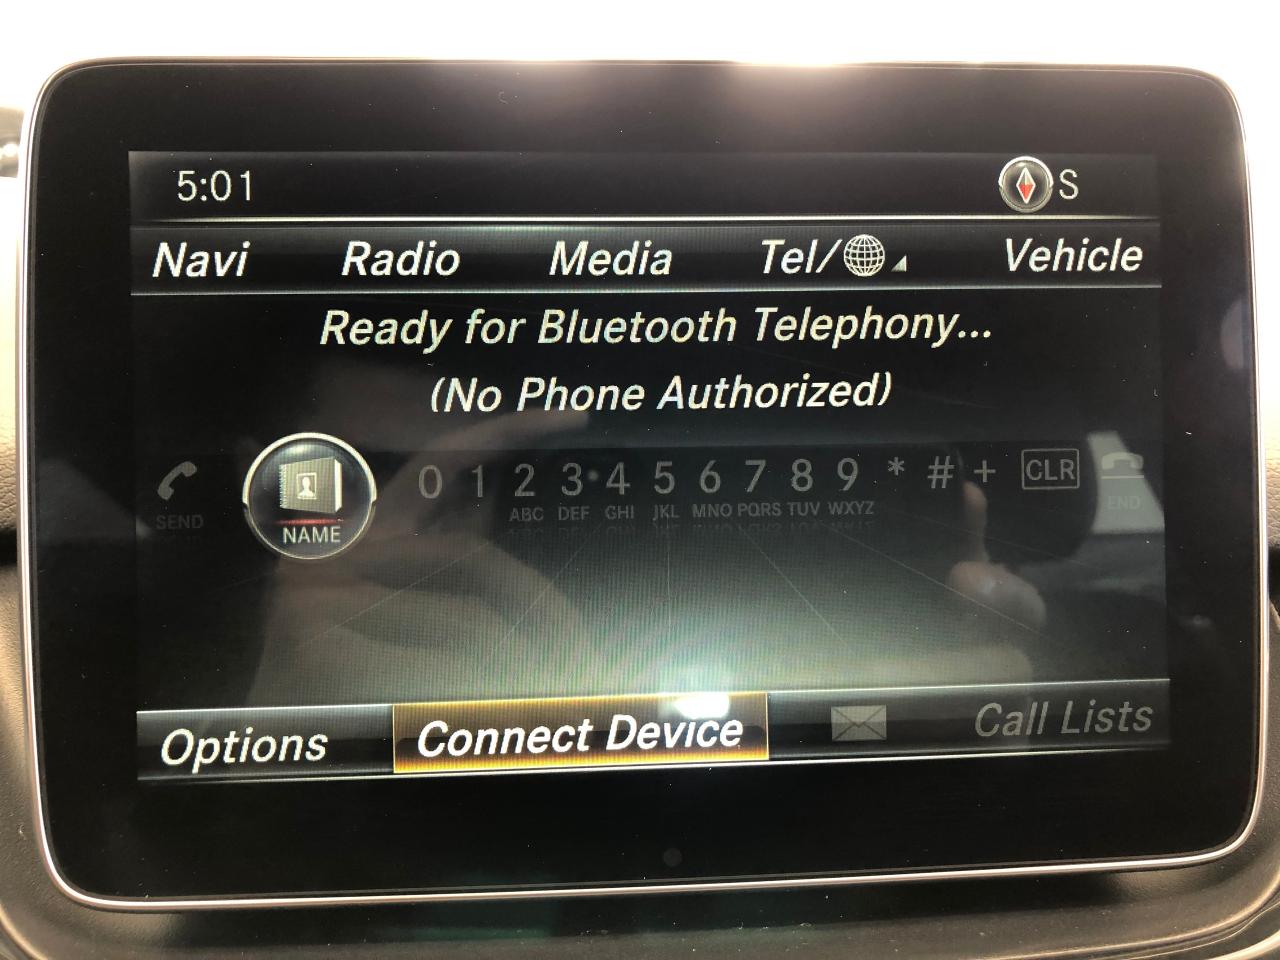 5:01 S
Navi Radio Media Tel/ Vehicle
Ready for Bluetooth Telephony...
(No Phone Authorized)
SEND NAME 0 1 2 3 4 5 6 7 8 9 * # + CLR END
ABC DEF GHI JKL MNO PQRS TUV WXYZ
Options Connect Device Call Lists